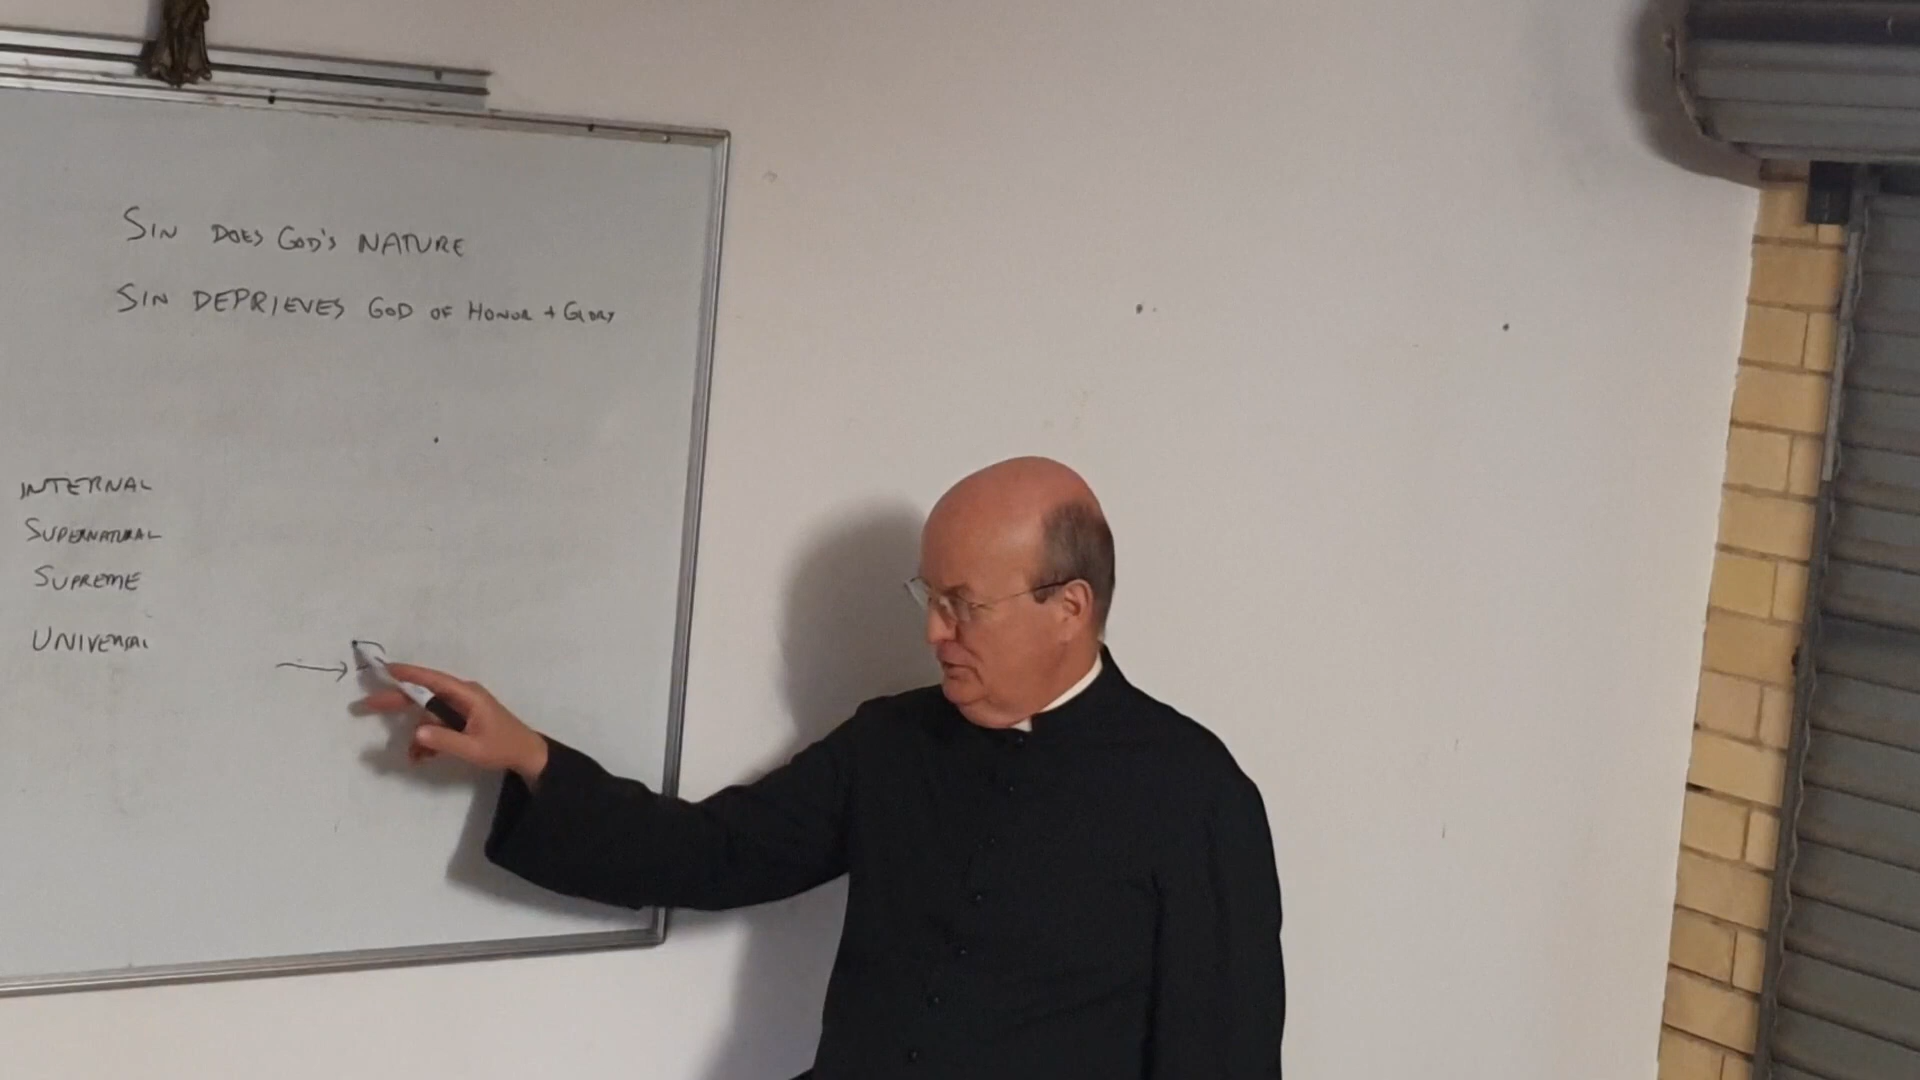 SIN DOES GOD'S NATURE
SIN DEPRIEVES GOD OF HONOR + GLORY
INTERNAL
SUPERNATURAL
SUPREME
UNIVERSAL